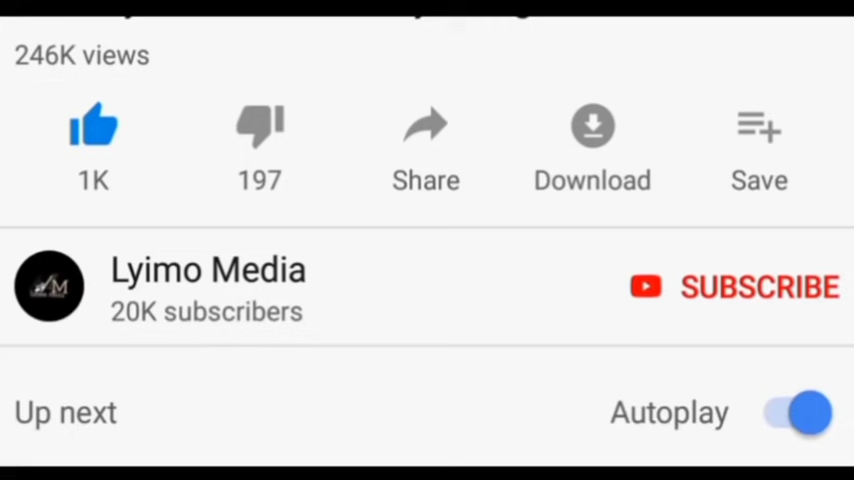 246K views
1K
197
Share
Download
Save
Lyimo Media
20K subscribers
SUBSCRIBE
Up next
Autoplay